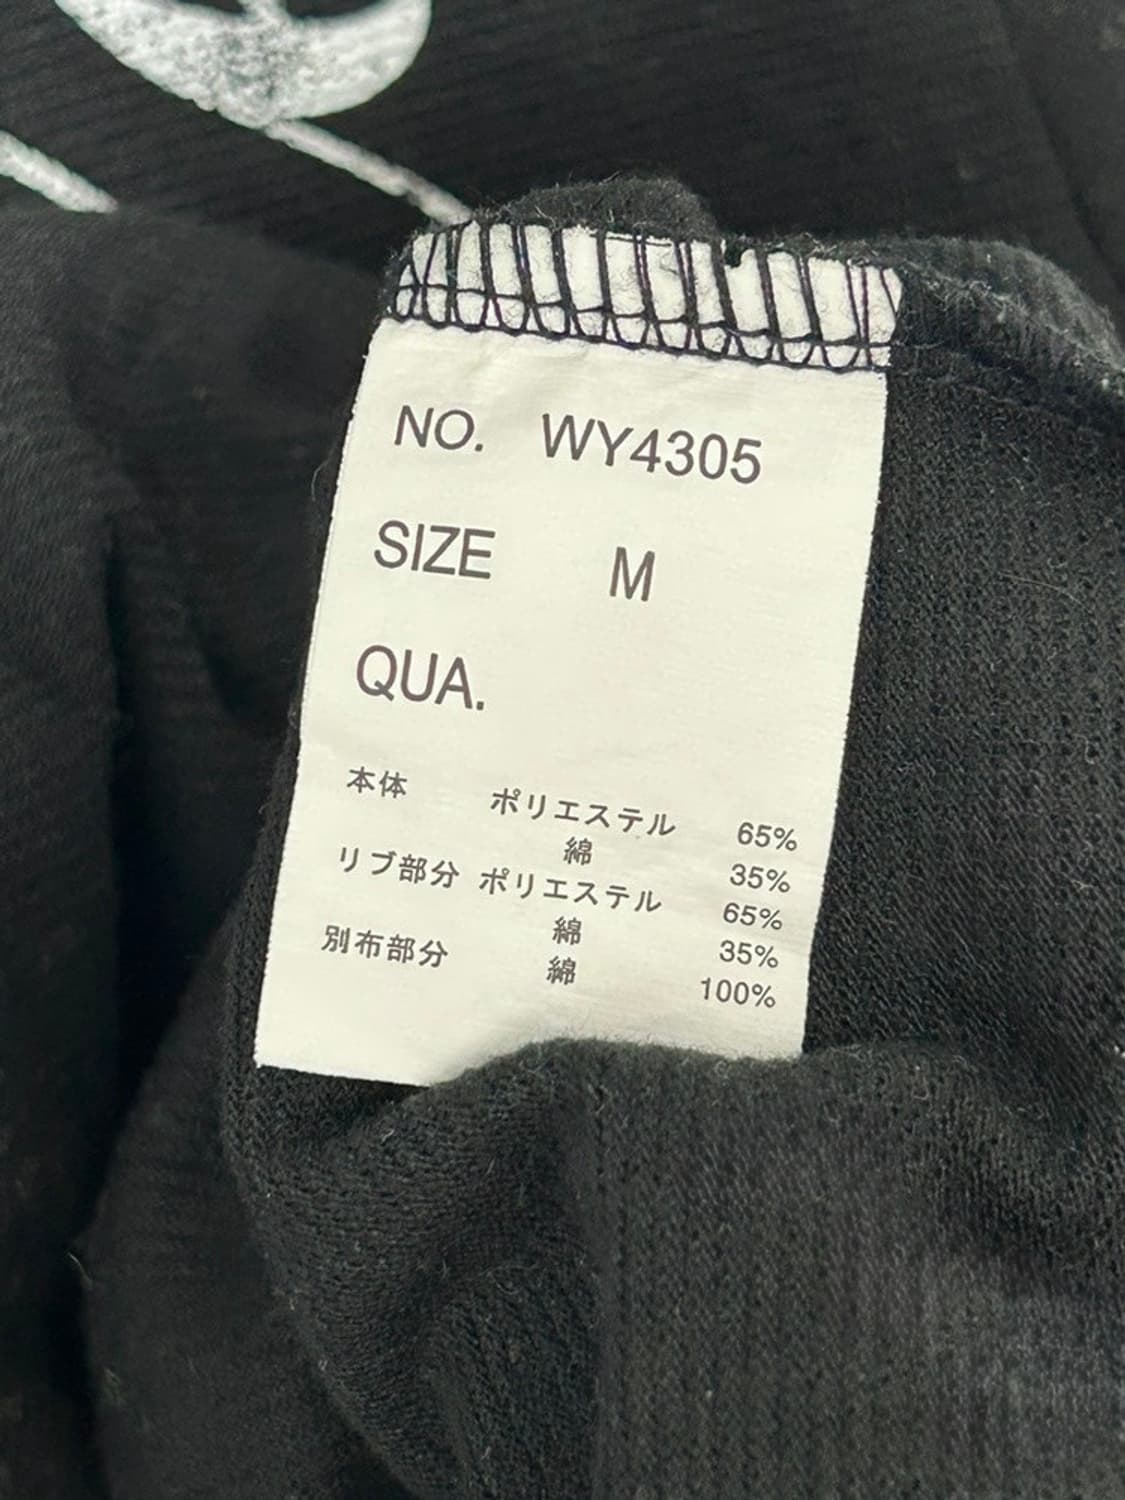 NO. WY4305
SIZE M
QUA.
本体 ポリエステル 65%
綿 35%
リブ部分 ポリエステル 65%
綿 35%
別布部分 綿 100%